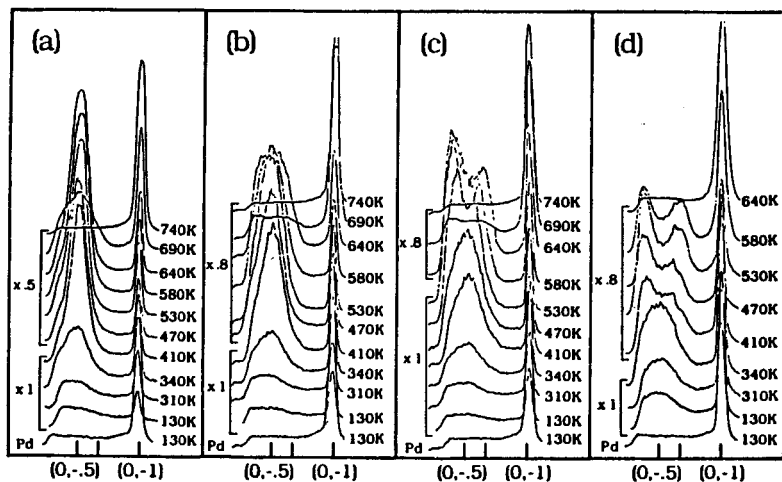 (a)
740K
690K
640K
580K
530K
470K
410K
340K
310K
130K
130K
x.5
x1
Pd
(0,-.5) (0,-1)
(b)
740K
690K
640K
580K
530K
470K
410K
340K
310K
130K
130K
x.8
x1
(0,-.5) (0,-1)
(c)
740K
690K
640K
580K
530K
470K
410K
340K
310K
130K
130K
x.8
x1
Pd
(0,-.5) (0,-1)
(d)
640K
580K
530K
470K
410K
340K
310K
130K
130K
x.8
x1
Pd
(0,-.5) (0,-1)